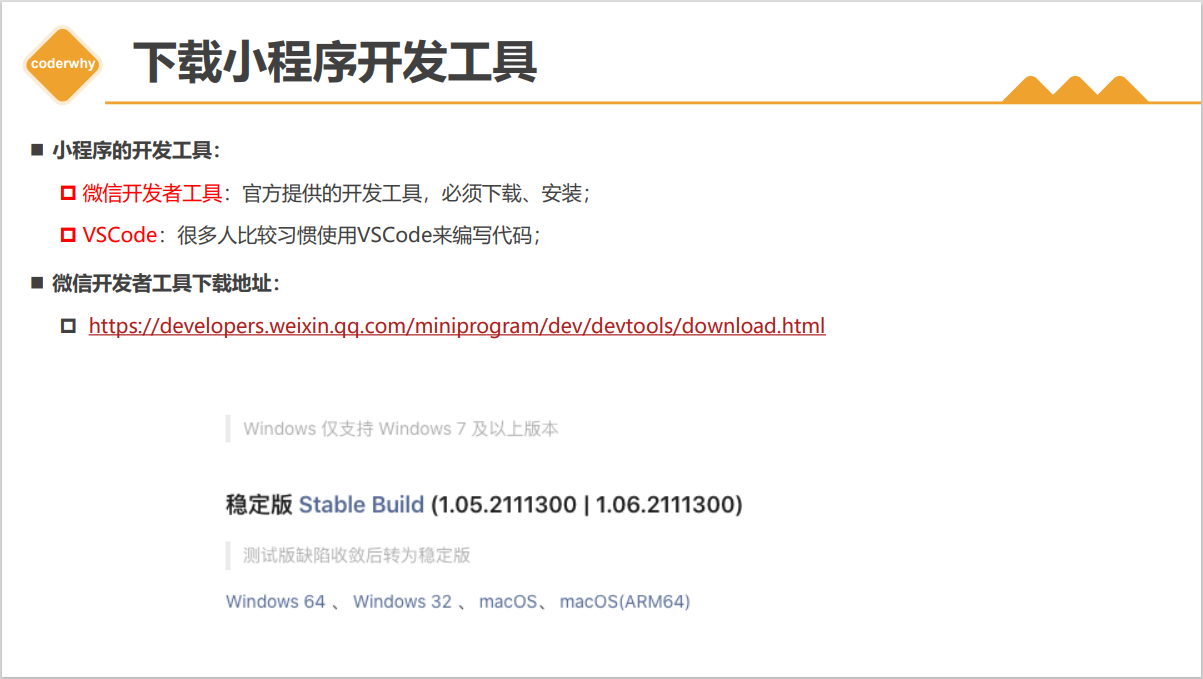 coderwhy
下载小程序开发工具
小程序的开发工具：
微信开发者工具：官方提供的开发工具，必须下载、安装；
VSCode：很多人比较习惯使用VSCode来编写代码；
微信开发者工具下载地址：
https://developers.weixin.qq.com/miniprogram/dev/devtools/download.html
Windows 仅支持 Windows 7 及以上版本
稳定版 Stable Build (1.05.2111300 | 1.06.2111300)
测试版缺陷收敛后转为稳定版
Windows 64 、 Windows 32 、 macOS、 macOS(ARM64)